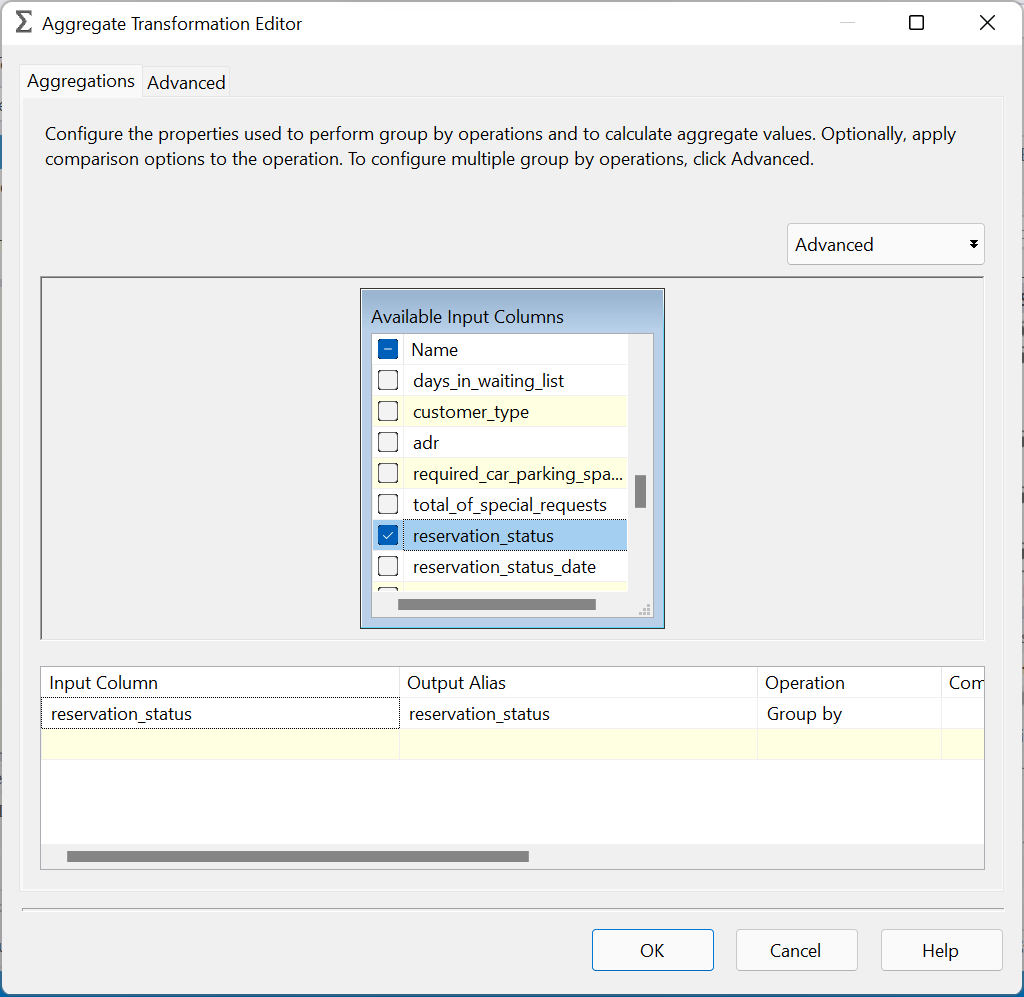 Aggregate Transformation Editor
Aggregations
Advanced
Configure the properties used to perform group by operations and to calculate aggregate values. Optionally, apply
comparison options to the operation. To configure multiple group by operations, click Advanced.
Advanced
Available Input Columns
Name
days_in_waiting_list
customer_type
adr
required_car_parking_spa...
total_of_special_requests
reservation_status
reservation_status_date
Input Column Output Alias Operation Com
reservation_status reservation_status Group by
OK Cancel Help